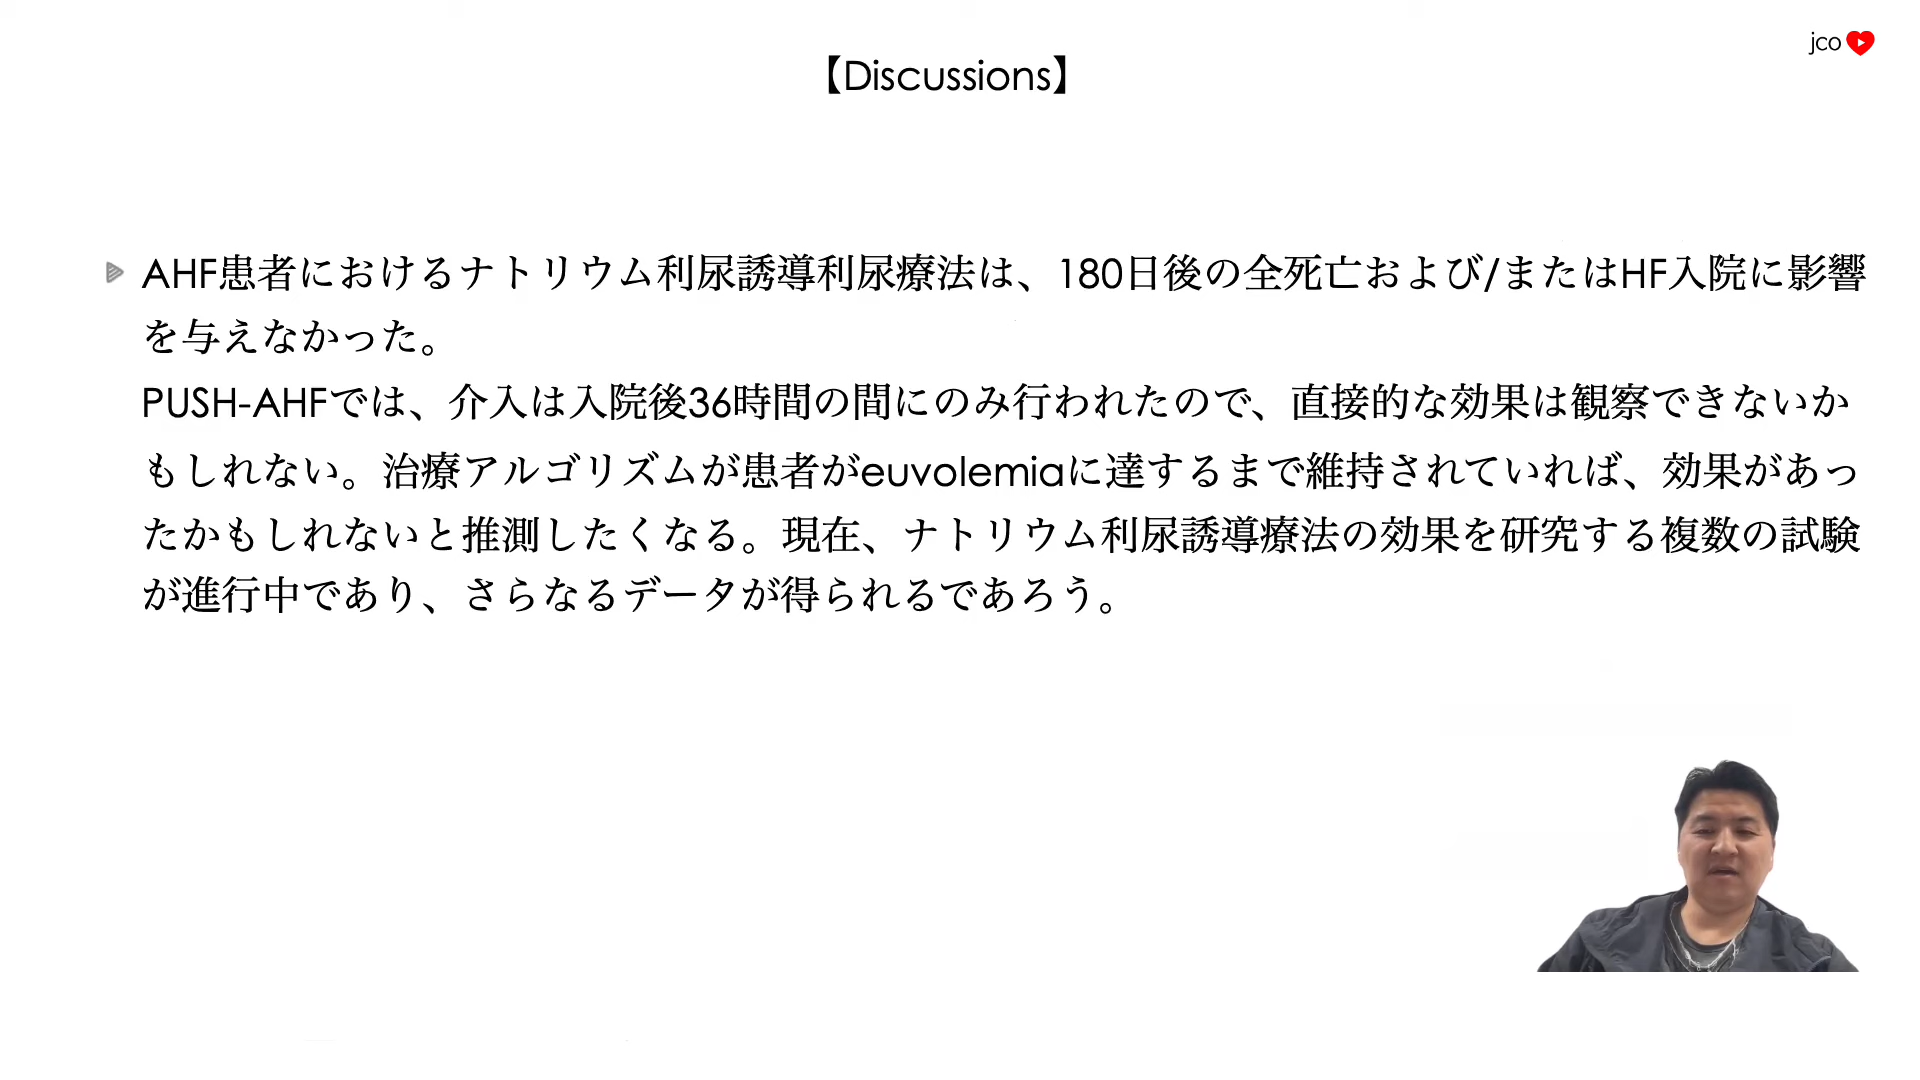 jco
【Discussions】
AHF患者におけるナトリウム利尿誘導利尿療法は、180日後の全死亡および/またはHF入院に影響
を与えなかった。
PUSH-AHFでは、介入は入院後36時間の間にのみ行われたので、直接的な効果は観察できないか
もしれない。治療アルゴリズムが患者がeuvolemiaに達するまで維持されていれば、効果があっ
たかもしれないと推測したくなる。現在、ナトリウム利尿誘導療法の効果を研究する複数の試験
が進行中であり、さらなるデータが得られるであろう。